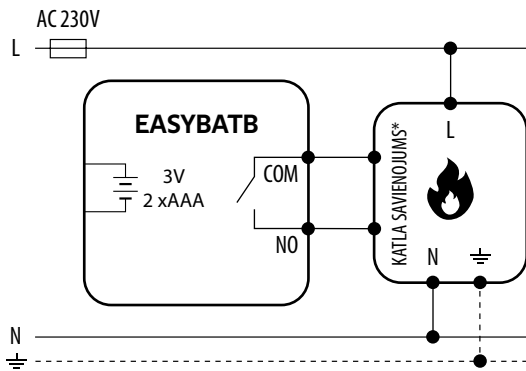 AC 230V
L
EASYBATB
3V
2 xAAA
COM
NO
KATLA SAVIENOJUMS*
L
N
N